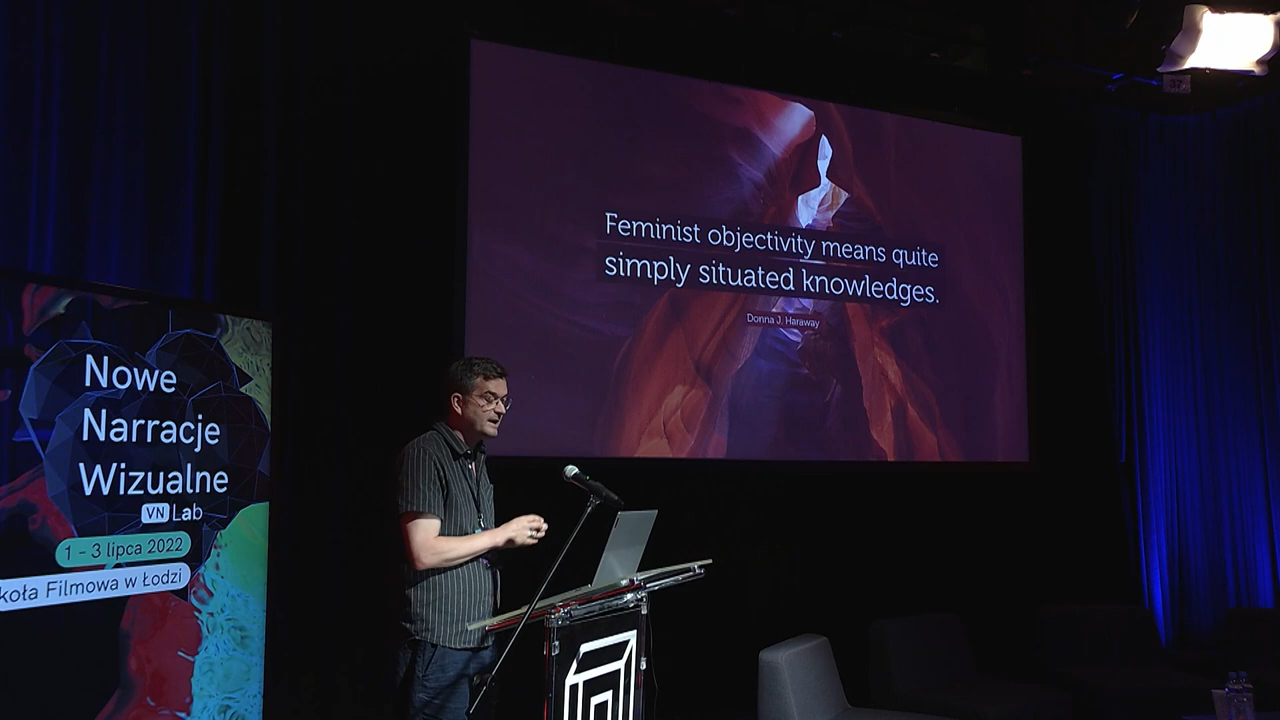 Feminist objectivity means quite
simply situated knowledges.
Donna J. Haraway
Nowe
Narracje
Wizualne
VN Lab
1 - 3 lipca 2022
koła Filmowa w Łodzi
37